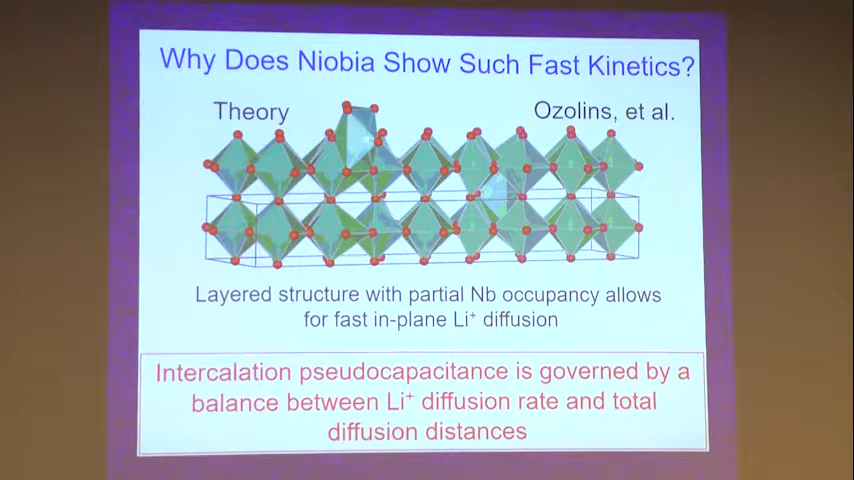 Why Does Niobia Show Such Fast Kinetics?
Theory
Ozolins, et al.
Layered structure with partial Nb occupancy allows
for fast in-plane Li⁺ diffusion
Intercalation pseudocapacitance is governed by a
balance between Li⁺ diffusion rate and total
diffusion distances